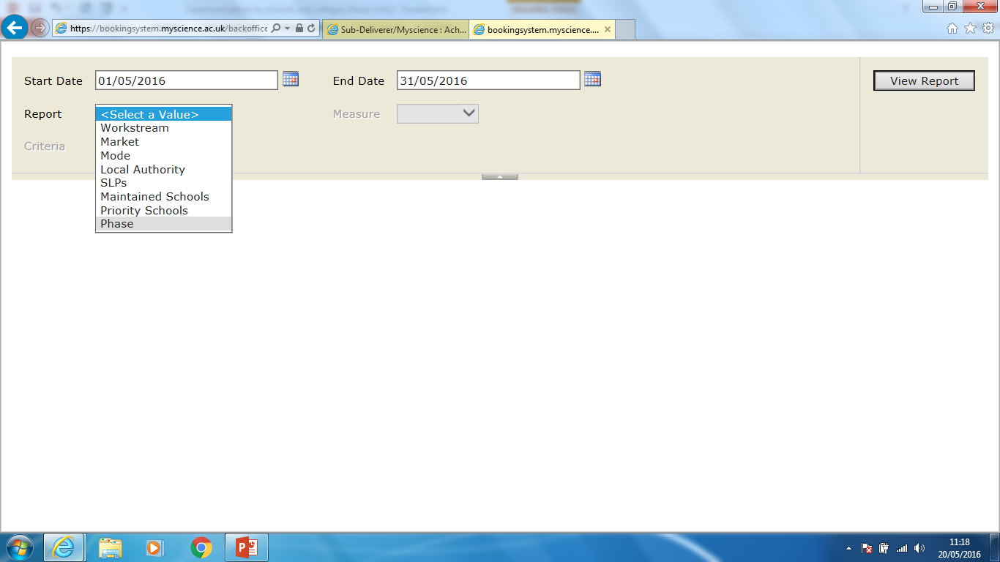 https://bookingsystem.myscience.ac.uk/backoffice
Sub-Deliverer/Myscience : Ach...
bookingsystem.myscience....
Start Date 01/05/2016 End Date 31/05/2016 View Report
Report <Select a Value> Measure
Workstream
Market
Criteria
Mode
Local Authority
SLPs
Maintained Schools
Priority Schools
Phase
11:18
20/05/2016